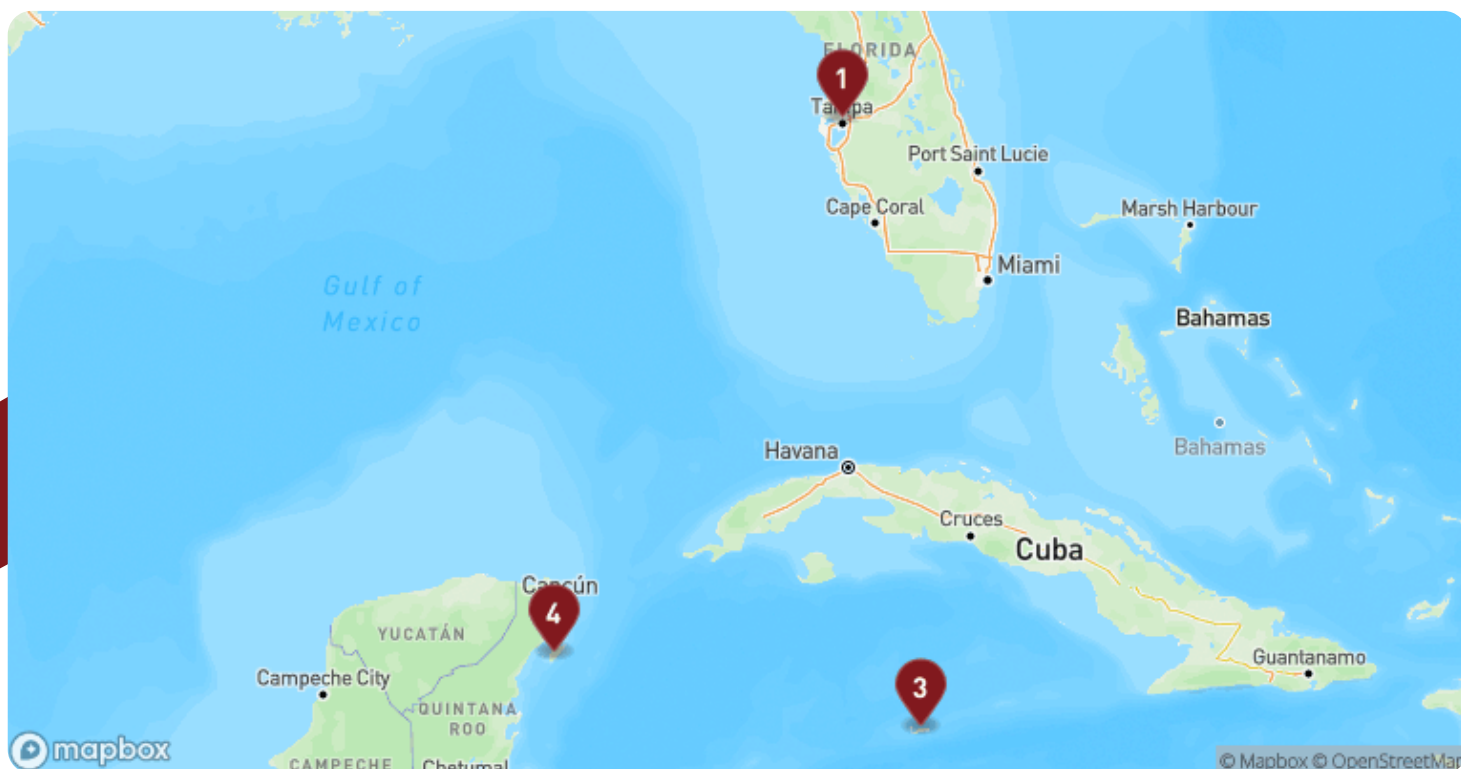 FLORIDA
1
Tampa
Port Saint Lucie
Cape Coral
Marsh Harbour
Miami
Gulf of
Mexico
Bahamas
Bahamas
Havana
Cruces
Cuba
Cancún
4
YUCATÁN
Guantanamo
Campeche City
3
QUINTANA
ROO
mapbox
CAMPECHE
Chetumal
© Mapbox © OpenStreetMap